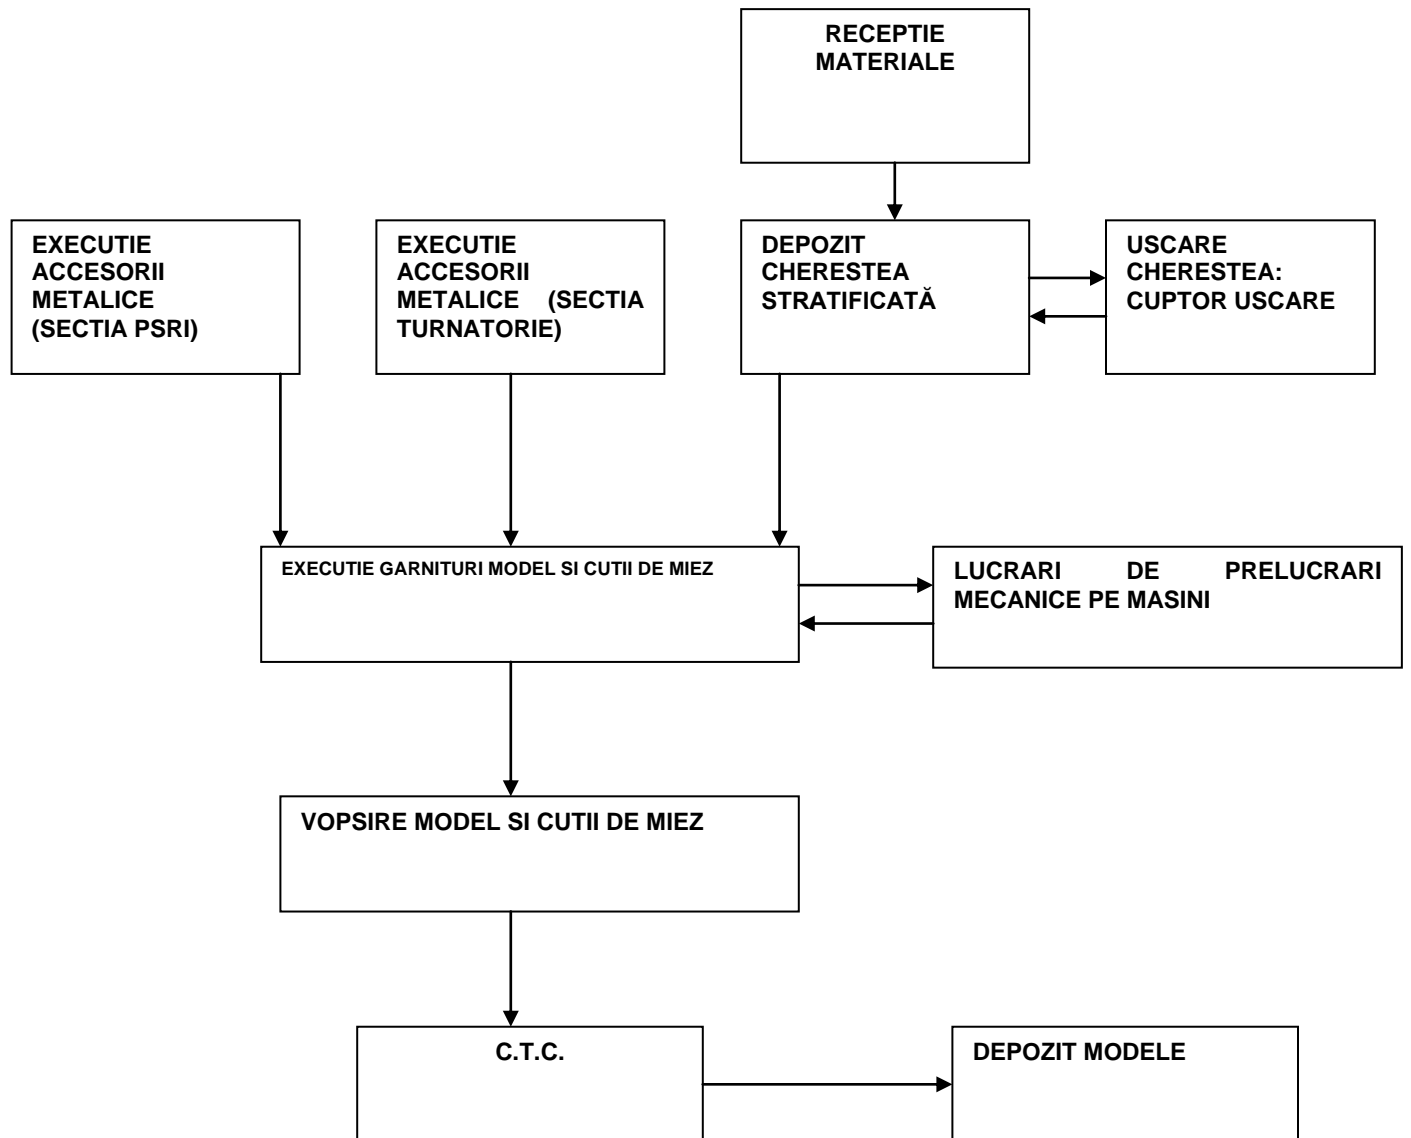 RECEPTIE
MATERIALE
EXECUTIE
ACCESORII
METALICE
(SECTIA PSRI)
EXECUTIE
ACCESORII
METALICE (SECTIA
TURNATORIE)
DEPOZIT
CHERESTEA
STRATIFICATĂ
USCARE
CHERESTEA:
CUPTOR USCARE
EXECUTIE GARNITURI MODEL SI CUTII DE MIEZ
LUCRARI DE PRELUCRARI
MECANICE PE MASINI
VOPSIRE MODEL SI CUTII DE MIEZ
C.T.C.
DEPOZIT MODELE